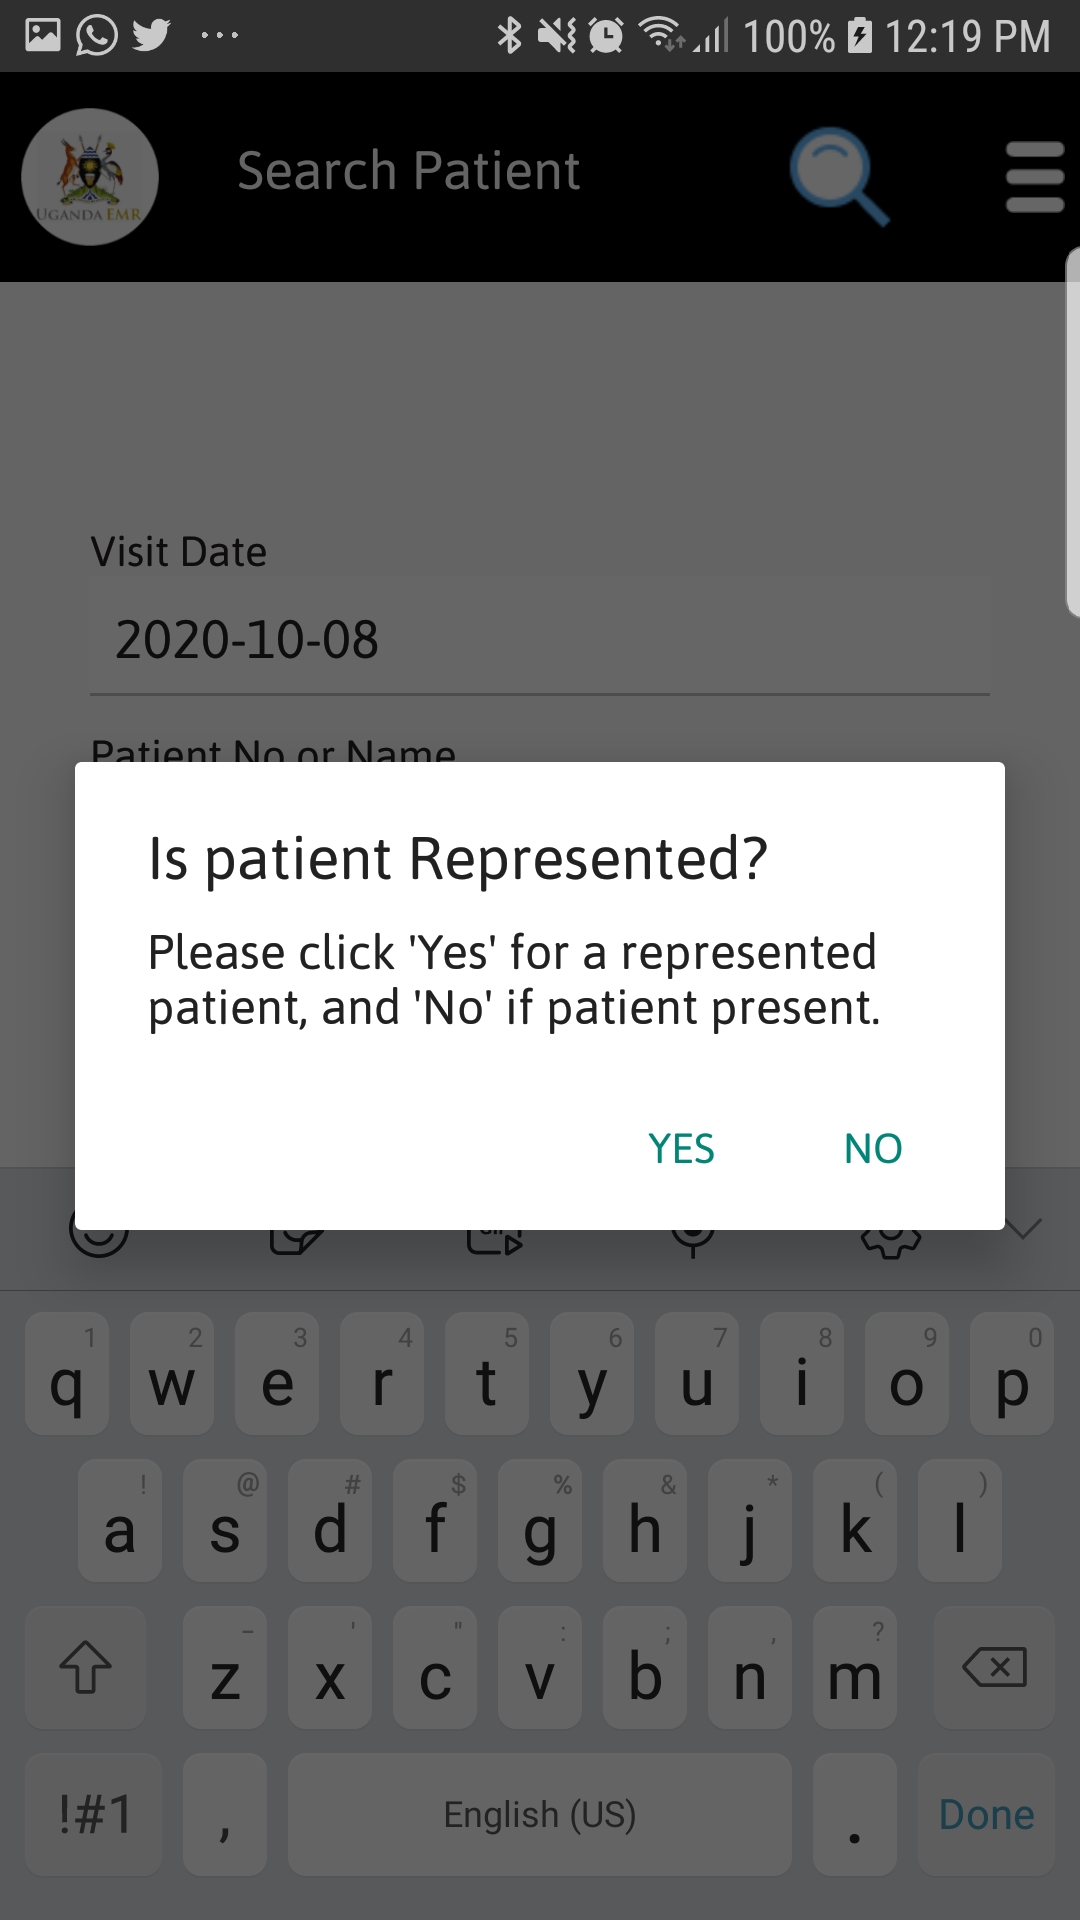 100% 12:19 PM
UGANDA EMR
Search Patient
Visit Date
2020-10-08
Patient No or Name
Is patient Represented?
Please click 'Yes' for a represented
patient, and 'No' if patient present.
YES NO
1 2 3 4 5 6 7 8 9 0
q w e r t y u i o p
! @ # $ % & * ( )
a s d f g h j k l
- ' " : ; , ?
z x c v b n m
!#1 , English (US) . Done